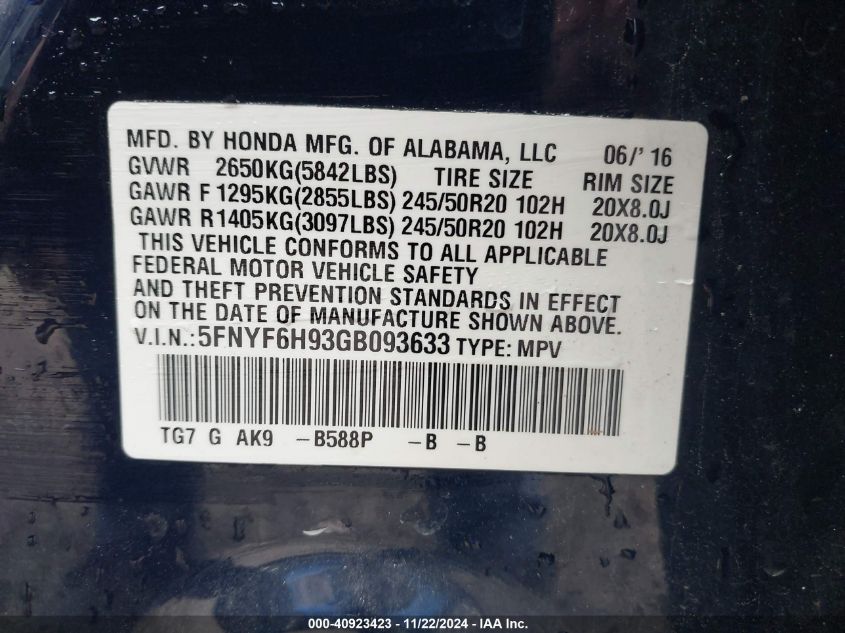 MFD. BY HONDA MFG. OF ALABAMA, LLC 06/'16
GVWR 2650KG(5842LBS) TIRE SIZE RIM SIZE
GAWR F 1295KG(2855LBS) 245/50R20 102H 20X8.0J
GAWR R 1405KG(3097LBS) 245/50R20 102H 20X8.0J
THIS VEHICLE CONFORMS TO ALL APPLICABLE
FEDERAL MOTOR VEHICLE SAFETY
AND THEFT PREVENTION STANDARDS IN EFFECT
ON THE DATE OF MANUFACTURE SHOWN ABOVE.
V.I.N.:5FNYF6H93GB093633 TYPE: MPV
TG7 G AK9 -B588P -B -B
000-40923423 - 11/22/2024 - IAA Inc.